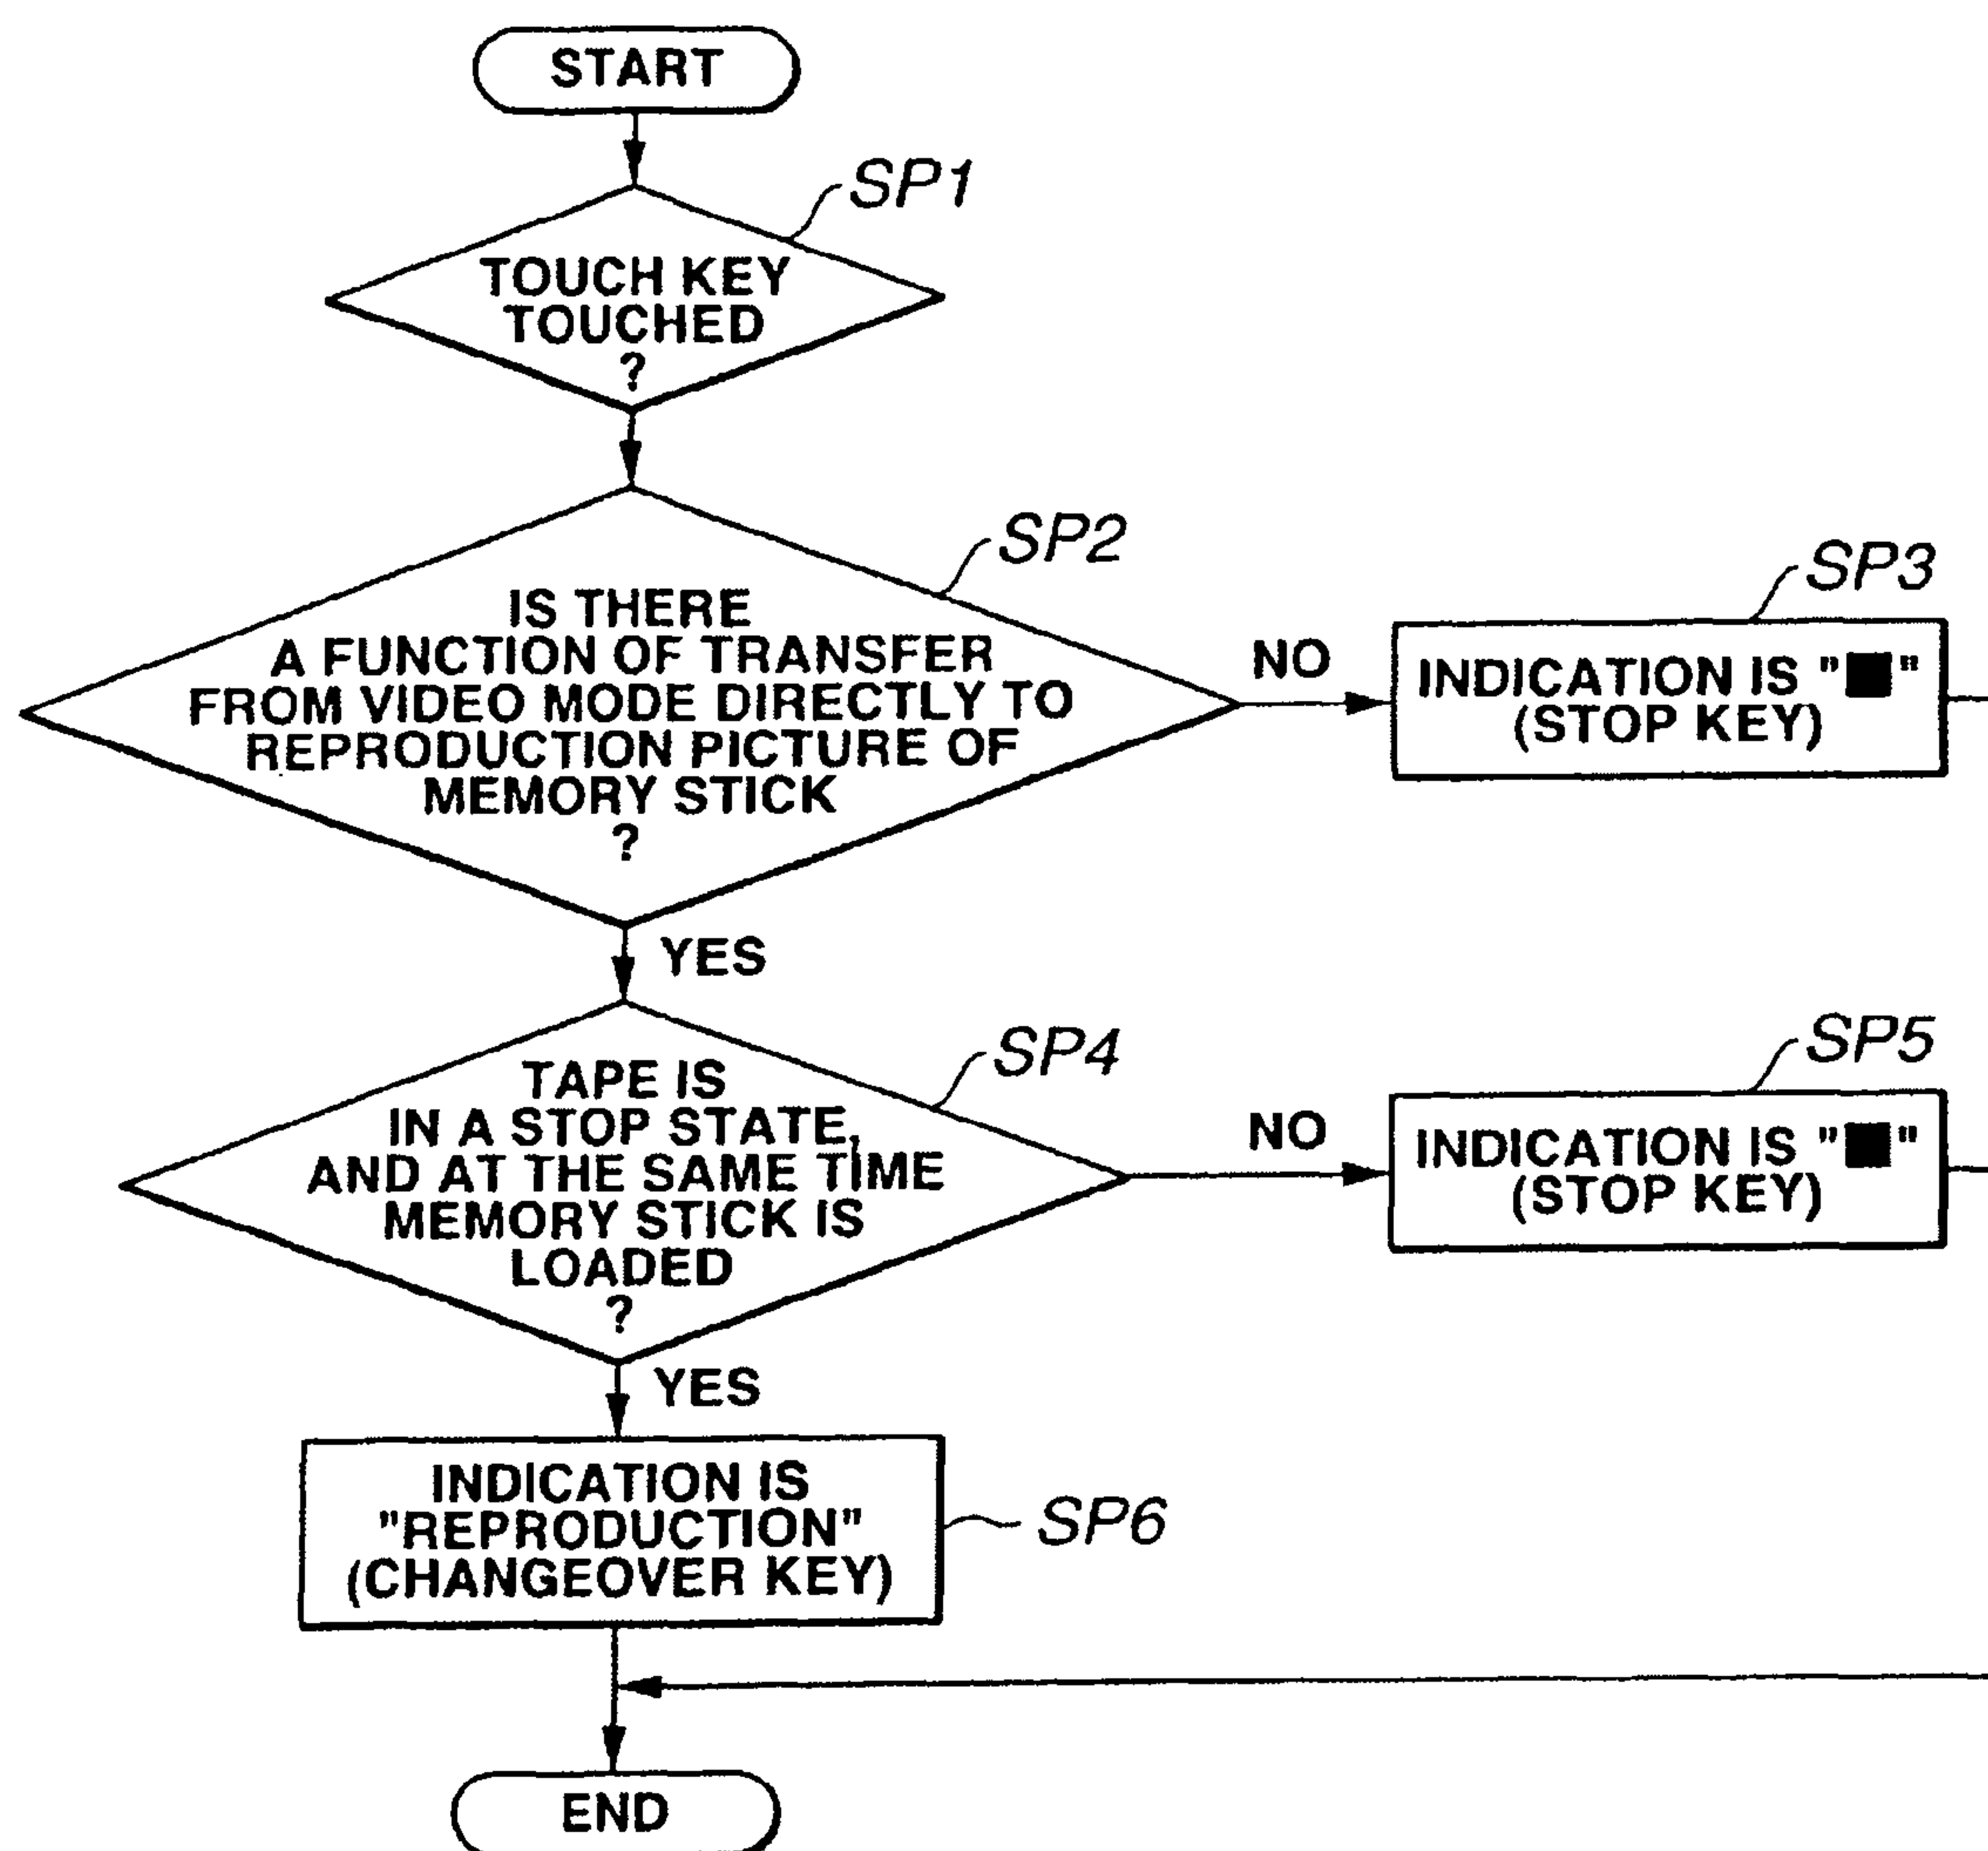 START
SP1
TOUCH KEY
TOUCHED
?
SP2
IS THERE
A FUNCTION OF TRANSFER
FROM VIDEO MODE DIRECTLY TO
REPRODUCTION PICTURE OF
MEMORY STICK
?
NO
SP3
INDICATION IS "■"
(STOP KEY)
YES
SP4
TAPE IS
IN A STOP STATE,
AND AT THE SAME TIME
MEMORY STICK IS
LOADED
?
NO
SP5
INDICATION IS "■"
(STOP KEY)
YES
INDICATION IS
"REPRODUCTION"
(CHANGEOVER KEY)
SP6
END